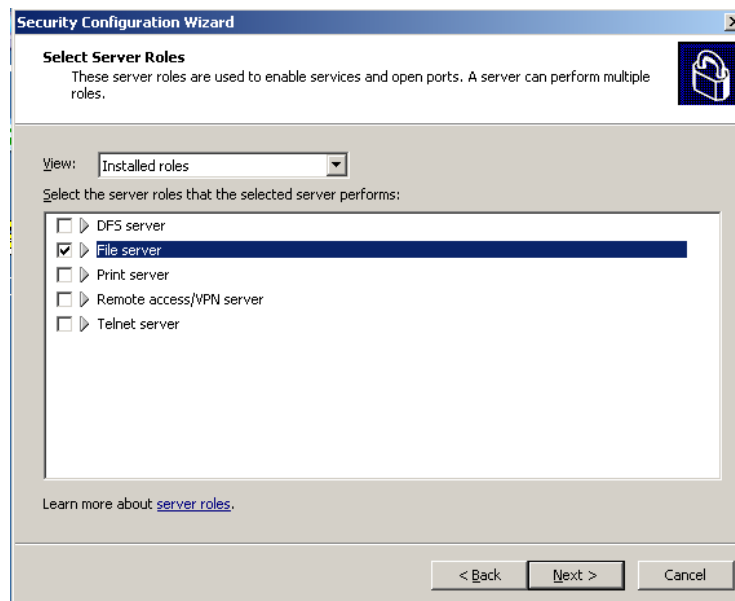 Security Configuration Wizard
Select Server Roles
These server roles are used to enable services and open ports. A server can perform multiple
roles.
View:
Installed roles
Select the server roles that the selected server performs:
DFS server
File server
Print server
Remote access/VPN server
Telnet server
Learn more about server roles.
< Back
Next >
Cancel